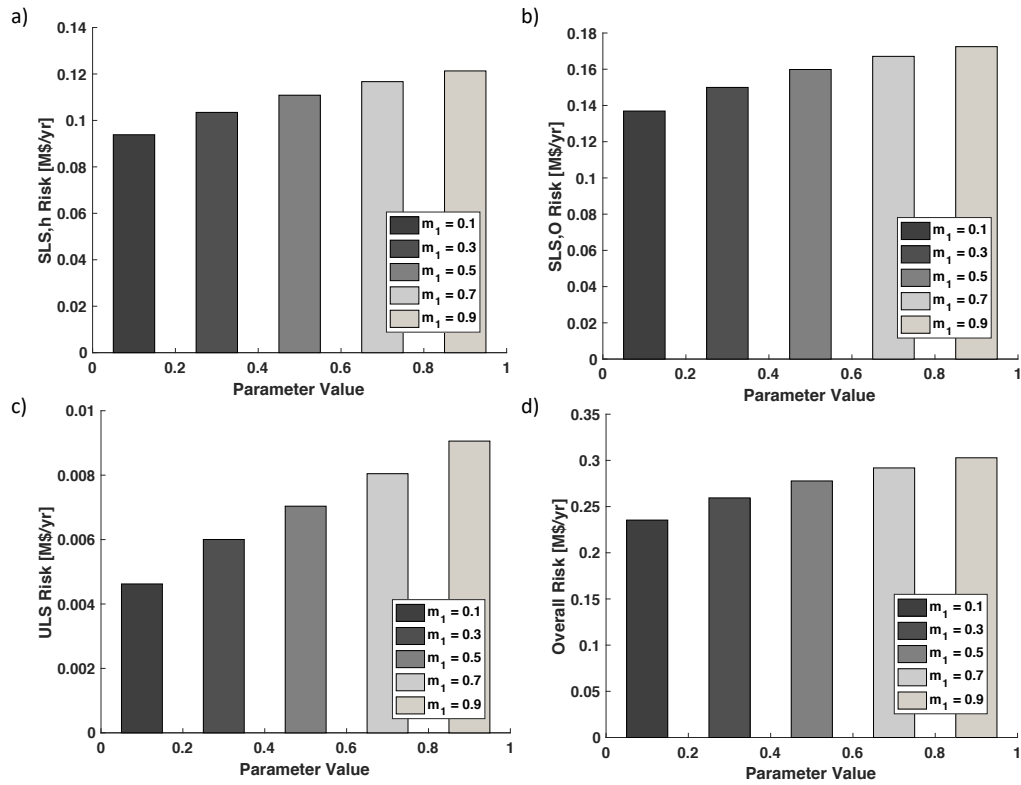 a)
0.14
0.12
0.1
0.08
0.06
0.04
0.02
0
SLS,h Risk [M$/yr]
0 0.2 0.4 0.6 0.8 1
Parameter Value
m1 = 0.1
m1 = 0.3
m1 = 0.5
m1 = 0.7
m1 = 0.9
b)
0.18
0.16
0.14
0.12
0.1
0.08
0.06
0.04
0.02
0
SLS,O Risk [M$/yr]
0 0.2 0.4 0.6 0.8 1
Parameter Value
m1 = 0.1
m1 = 0.3
m1 = 0.5
m1 = 0.7
m1 = 0.9
c)
0.01
0.008
0.006
0.004
0.002
0
ULS Risk [M$/yr]
0 0.2 0.4 0.6 0.8 1
Parameter Value
m1 = 0.1
m1 = 0.3
m1 = 0.5
m1 = 0.7
m1 = 0.9
d)
0.35
0.3
0.25
0.2
0.15
0.1
0.05
0
Overall Risk [M$/yr]
0 0.2 0.4 0.6 0.8 1
Parameter Value
m1 = 0.1
m1 = 0.3
m1 = 0.5
m1 = 0.7
m1 = 0.9